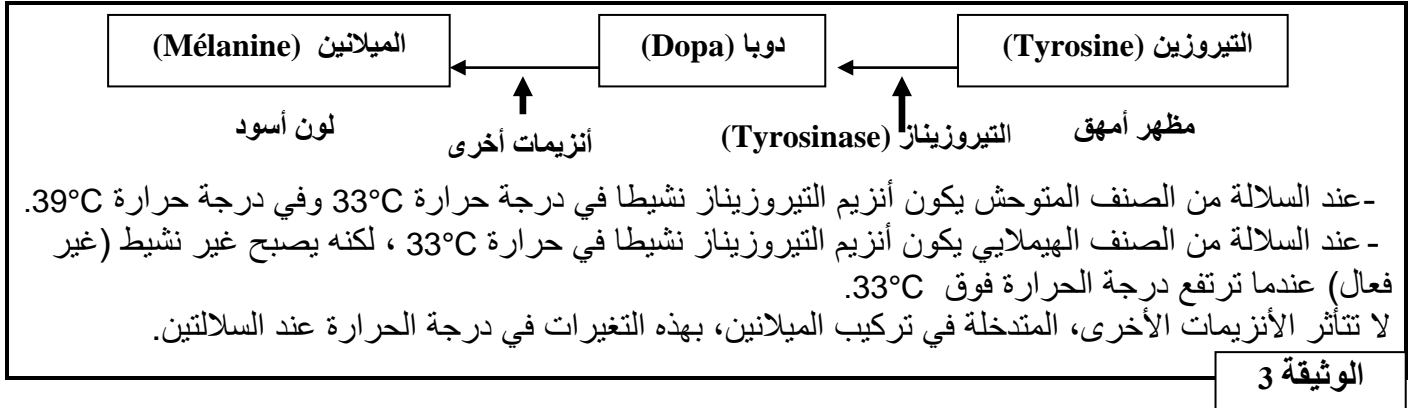 التيروزين (Tyrosine)
دوبا (Dopa)
الميلانين (Mélanine)
مظهر أمهق
التيروزيناز (Tyrosinase)
أنزيمات أخرى
لون أسود
-عند السلالة من الصنف المتوحش يكون أنزيم التيروزيناز نشيطا في درجة حرارة 33°C وفي درجة حرارة 39°C.
- عند السلالة من الصنف الهيملايي يكون أنزيم التيروزيناز نشيطا في حرارة 33°C ، لكنه يصبح غير نشيط (غير
فعال) عندما ترتفع درجة الحرارة فوق 33°C.
لا تتأثر الأنزيمات الأخرى، المتدخلة في تركيب الميلانين، بهذه التغيرات في درجة الحرارة عند السلالتين.
الوثيقة 3